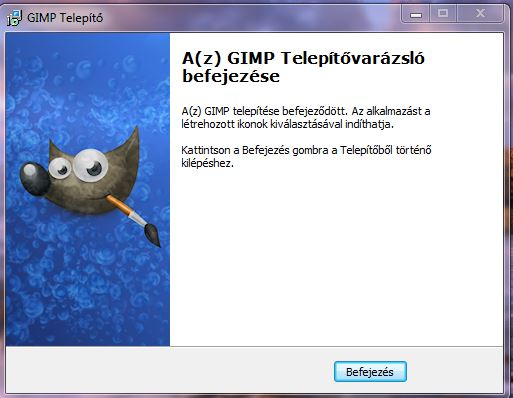 GIMP Telepítő
A(z) GIMP Telepítővarázsló
befejezése
A(z) GIMP telepítése befejeződött. Az alkalmazást a
létrehozott ikonok kiválasztásával indíthatja.
Kattintson a Befejezés gombra a Telepítőből történő
kilépéshez.
Befejezés